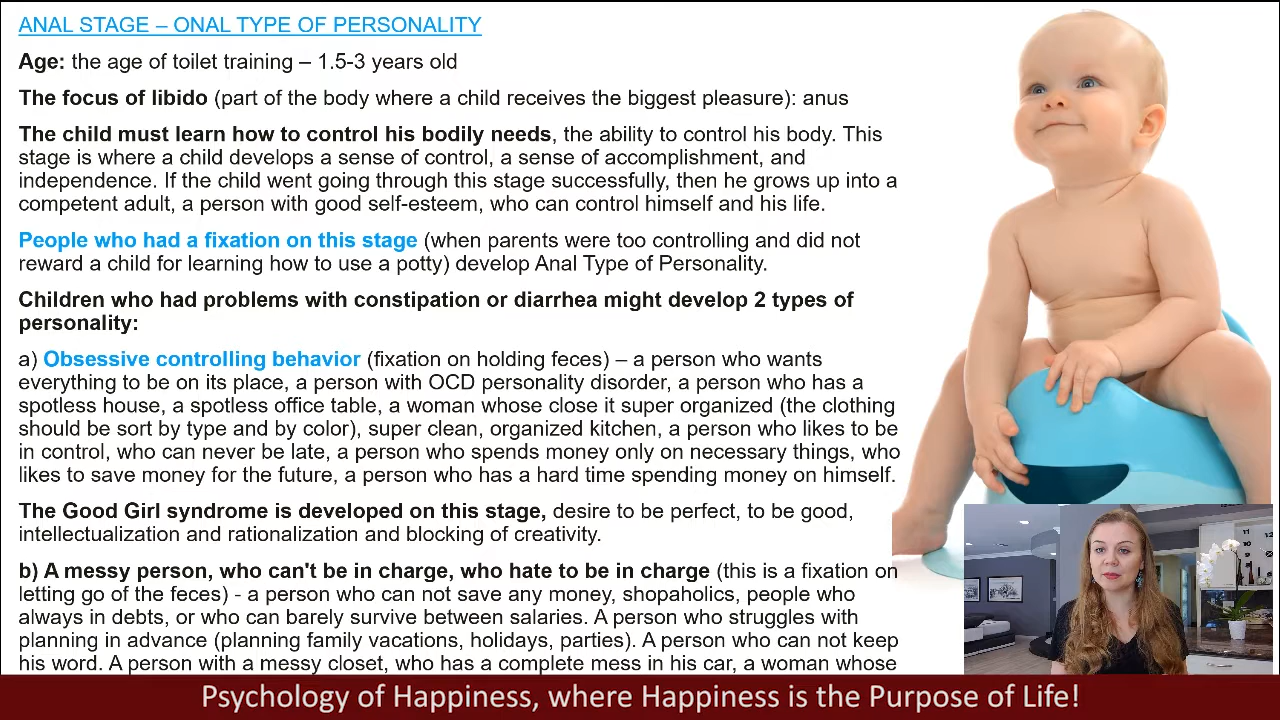 ANAL STAGE – ONAL TYPE OF PERSONALITY
Age: the age of toilet training – 1.5-3 years old
The focus of libido (part of the body where a child receives the biggest pleasure): anus
The child must learn how to control his bodily needs, the ability to control his body. This
stage is where a child develops a sense of control, a sense of accomplishment, and
independence. If the child went going through this stage successfully, then he grows up into a
competent adult, a person with good self-esteem, who can control himself and his life.
People who had a fixation on this stage (when parents were too controlling and did not
reward a child for learning how to use a potty) develop Anal Type of Personality.
Children who had problems with constipation or diarrhea might develop 2 types of
personality:
a) Obsessive controlling behavior (fixation on holding feces) – a person who wants
everything to be on its place, a person with OCD personality disorder, a person who has a
spotless house, a spotless office table, a woman whose close it super organized (the clothing
should be sort by type and by color), super clean, organized kitchen, a person who likes to be
in control, who can never be late, a person who spends money only on necessary things, who
likes to save money for the future, a person who has a hard time spending money on himself.
The Good Girl syndrome is developed on this stage, desire to be perfect, to be good,
intellectualization and rationalization and blocking of creativity.
b) A messy person, who can't be in charge, who hate to be in charge (this is a fixation on
letting go of the feces) - a person who can not save any money, shopaholics, people who
always in debts, or who can barely survive between salaries. A person who struggles with
planning in advance (planning family vacations, holidays, parties). A person who can not keep
his word. A person with a messy closet, who has a complete mess in his car, a woman whose
Psychology of Happiness, where Happiness is the Purpose of Life!